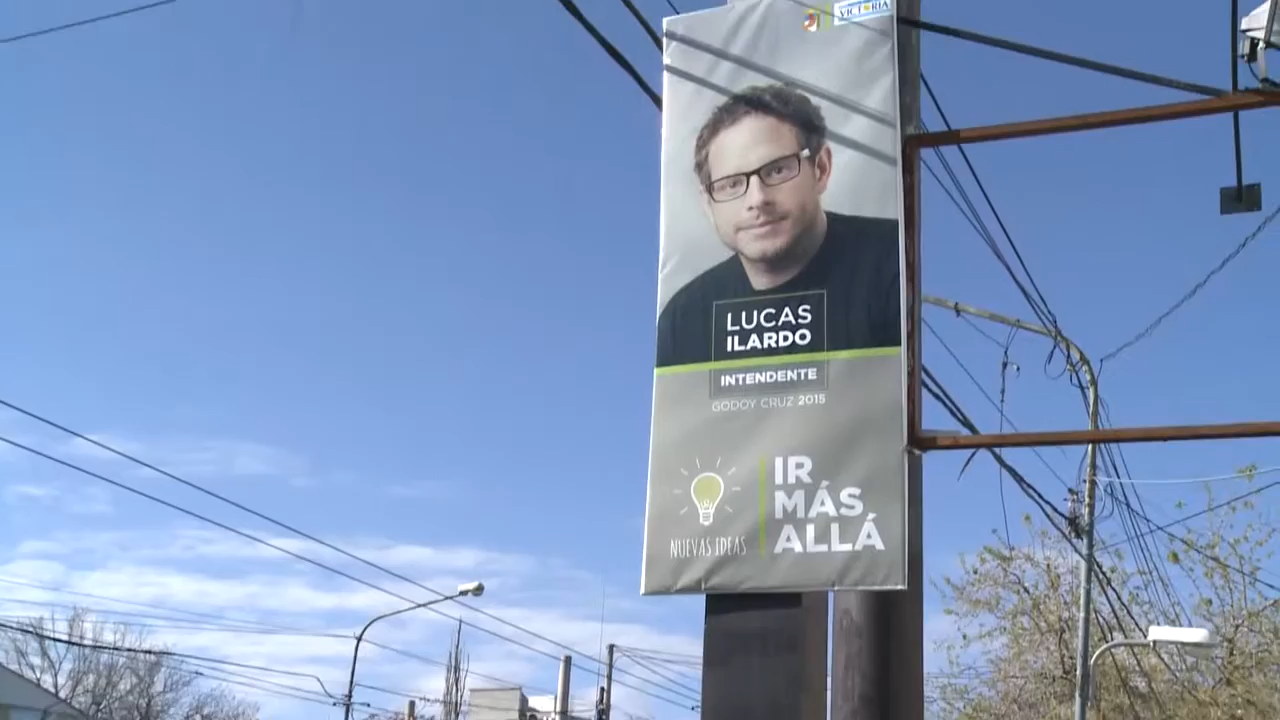 VICTORIA
LUCAS
ILARDO
INTENDENTE
GODOY CRUZ 2015
IR
MÁS
ALLÁ
NUEVAS IDEAS